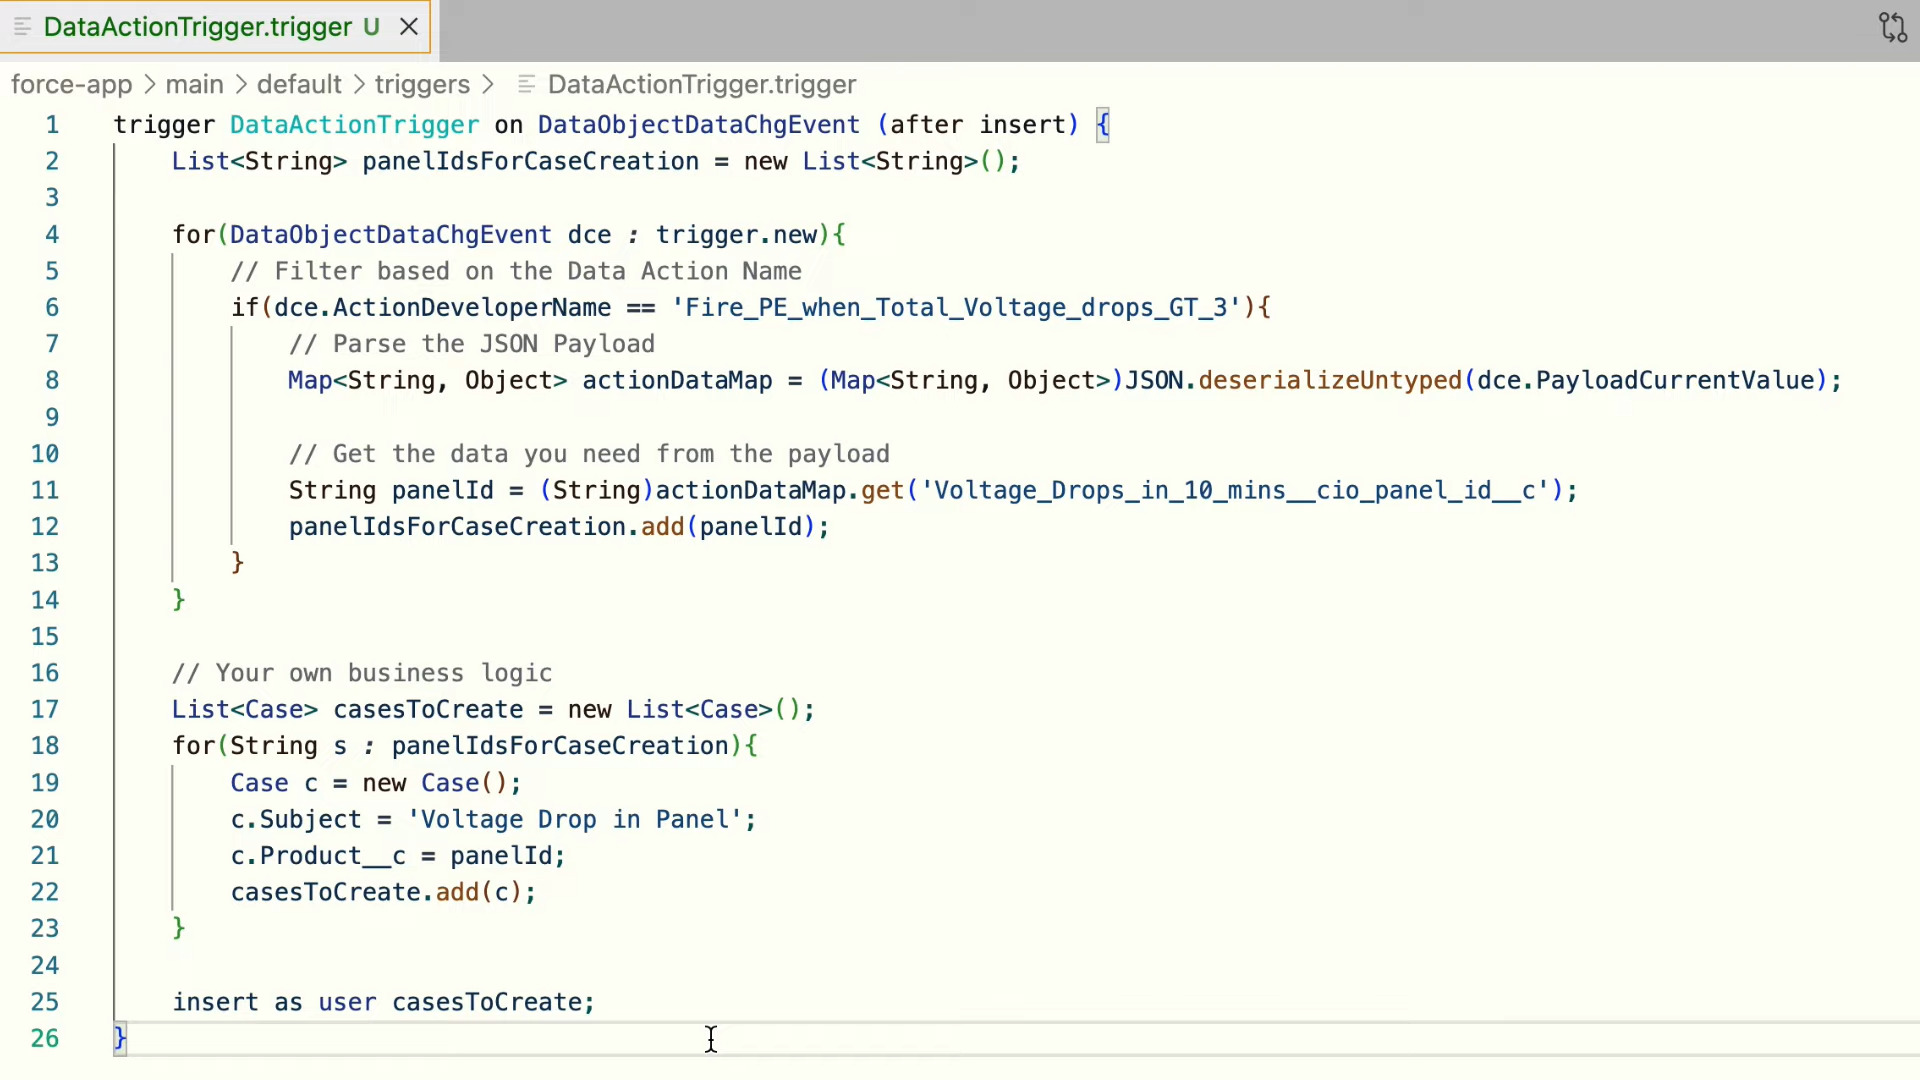 DataActionTrigger.trigger U
force-app > main > default > triggers > DataActionTrigger.trigger
1 trigger DataActionTrigger on DataObjectDataChgEvent (after insert) {
2 List<String> panelIdsForCaseCreation = new List<String>();
3
4 for(DataObjectDataChgEvent dce : trigger.new){
5 // Filter based on the Data Action Name
6 if(dce.ActionDeveloperName == 'Fire_PE_when_Total_Voltage_drops_GT_3'){
7 // Parse the JSON Payload
8 Map<String, Object> actionDataMap = (Map<String, Object>)JSON.deserializeUntyped(dce.PayloadCurrentValue);
9
10 // Get the data you need from the payload
11 String panelId = (String)actionDataMap.get('Voltage_Drops_in_10_mins__cio_panel_id__c');
12 panelIdsForCaseCreation.add(panelId);
13 }
14 }
15
16 // Your own business logic
17 List<Case> casesToCreate = new List<Case>();
18 for(String s : panelIdsForCaseCreation){
19 Case c = new Case();
20 c.Subject = 'Voltage Drop in Panel';
21 c.Product__c = panelId;
22 casesToCreate.add(c);
23 }
24
25 insert as user casesToCreate;
26 }